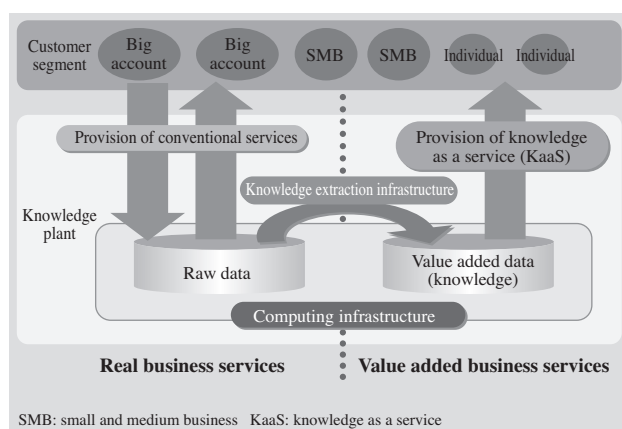 Customer
segment
Big
account
Big
account
SMB
SMB
Individual
Individual
Provision of conventional services
Provision of knowledge
as a service (KaaS)
Knowledge extraction infrastructure
Knowledge
plant
Raw data
Value added data
(knowledge)
Computing infrastructure
Real business services
Value added business services
SMB: small and medium business KaaS: knowledge as a service